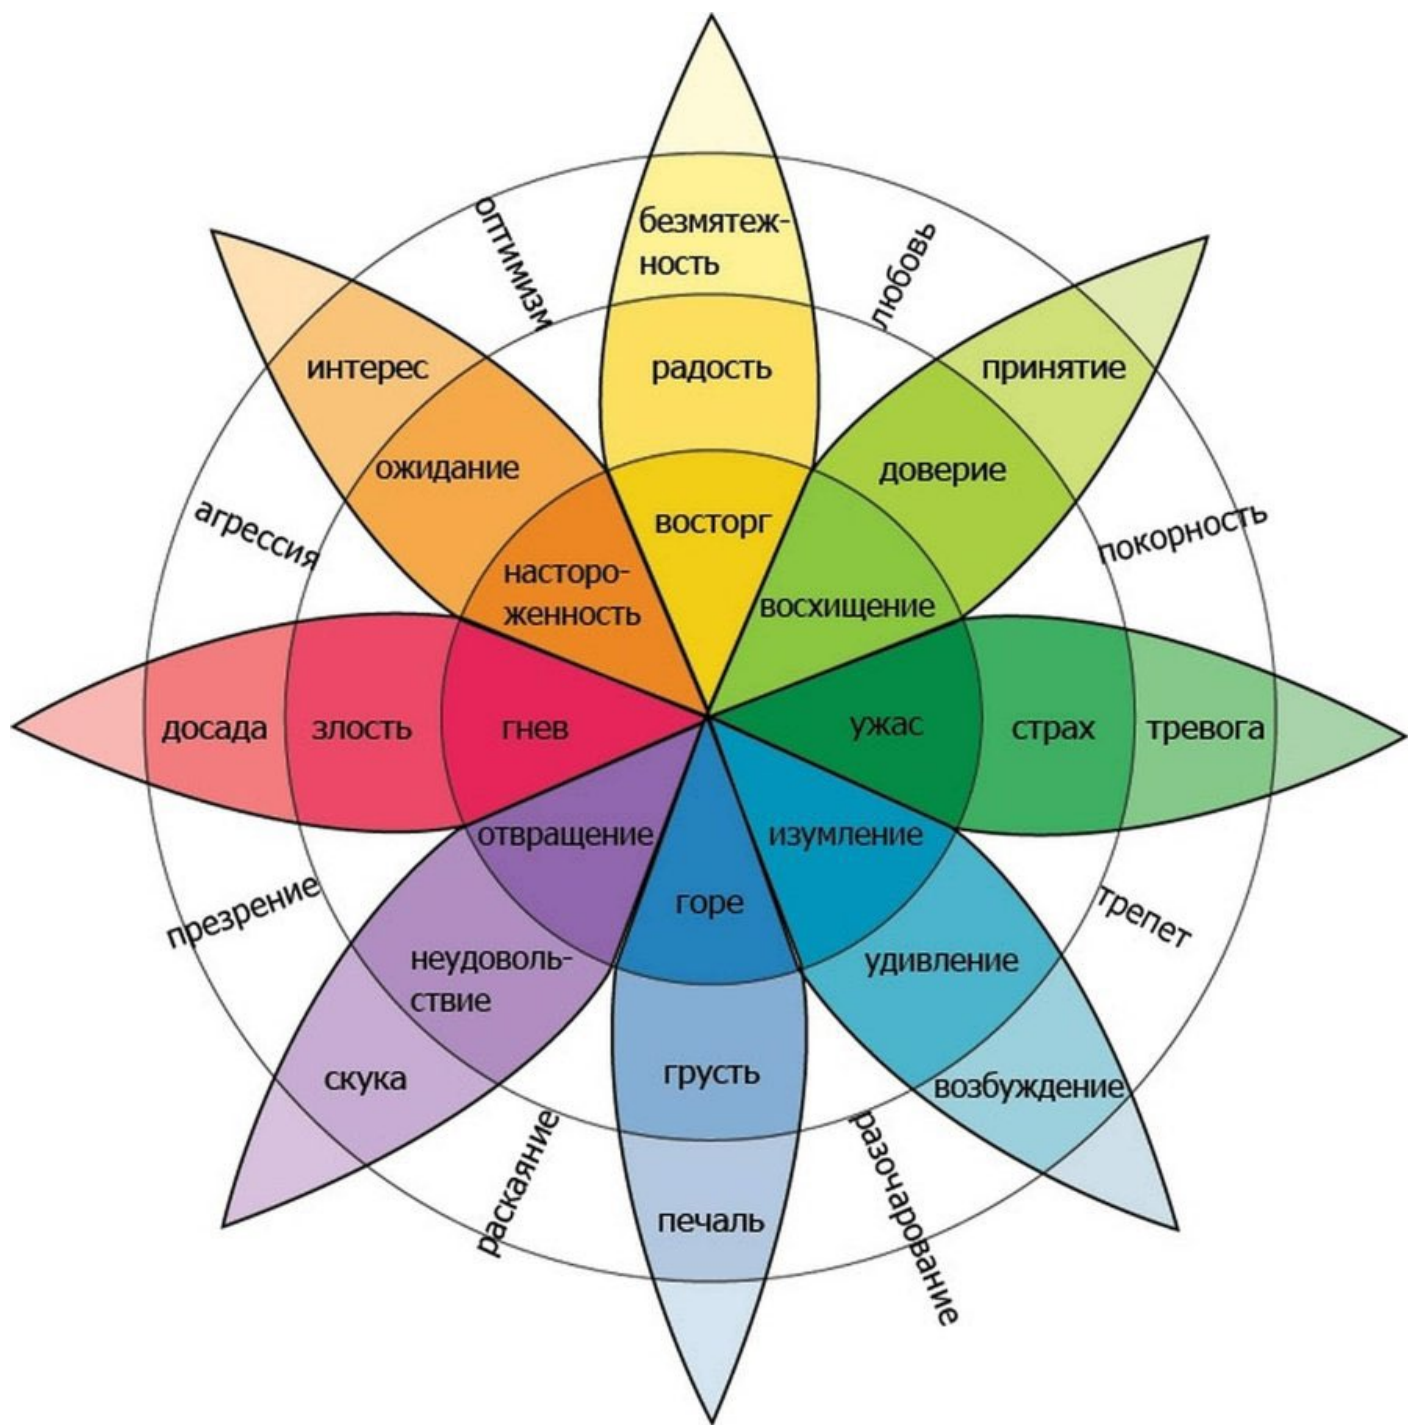 безмятеж-
ность
оптимизм
любовь
интерес
радость
принятие
ожидание
доверие
агрессия
восторг
покорность
насторо-
женность
восхищение
досада
злость
гнев
ужас
страх
тревога
отвращение
изумление
презрение
горе
трепет
неудоволь-
ствие
удивление
скука
грусть
возбуждение
раскаяние
разочарование
печаль